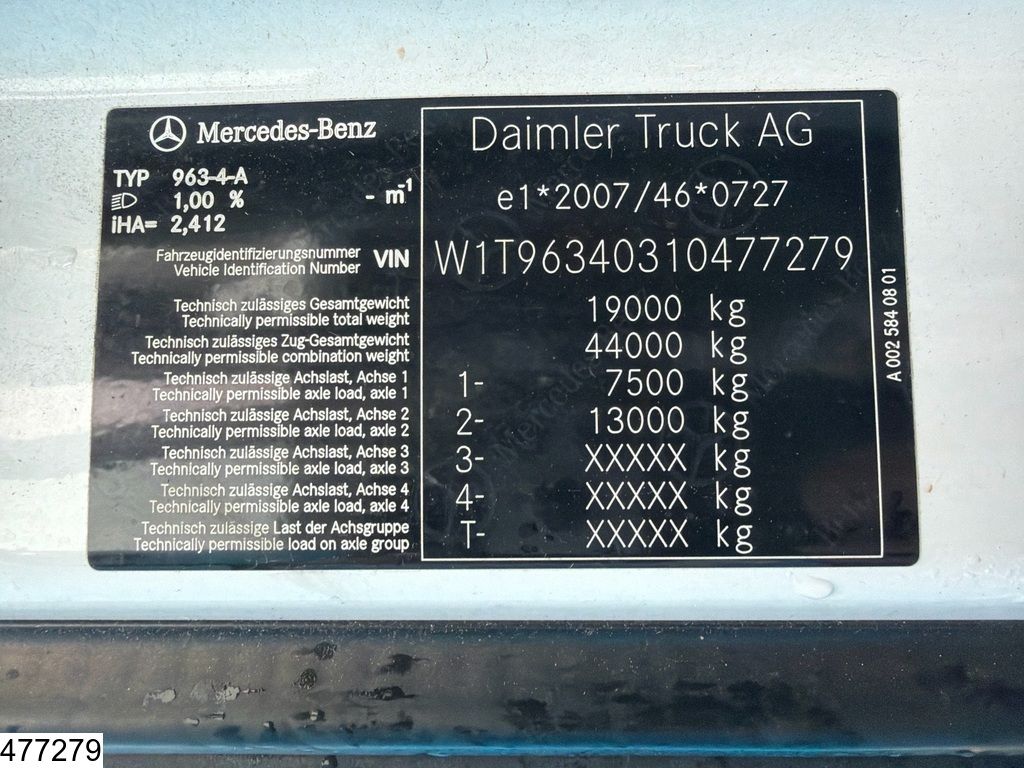 Mercedes-Benz
TYP 963-4-A
1,00 % - m⁻¹
iHA= 2,412
Daimler Truck AG
e1*2007/46*0727
Fahrzeugidentifizierungsnummer
Vehicle Identification Number VIN W1T96340310477279
Technisch zulässiges Gesamtgewicht
Technically permissible total weight 19000 kg
Technisch zulässiges Zug-Gesamtgewicht
Technically permissible combination weight 44000 kg
Technisch zulässige Achslast, Achse 1
Technically permissible axle load, axle 1 1- 7500 kg
Technisch zulässige Achslast, Achse 2
Technically permissible axle load, axle 2 2- 13000 kg
Technisch zulässige Achslast, Achse 3
Technically permissible axle load, axle 3 3- XXXXX kg
Technisch zulässige Achslast, Achse 4
Technically permissible axle load, axle 4 4- XXXXX kg
Technisch zulässige Last der Achsgruppe
Technically permissible load on axle group T- XXXXX kg
A 002 584 08 01
477279